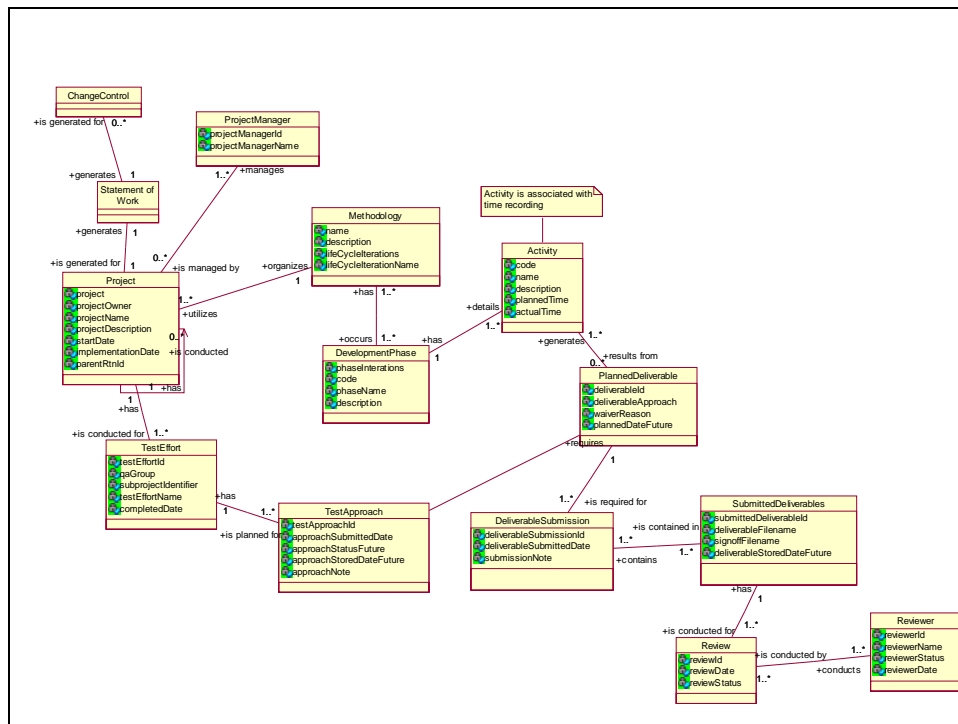 ChangeControl
+is generated for
0..*
ProjectManager
projectManagerId
projectManagerName
+generates
1
1..*
+manages
Statement of
Work
Activity is associated with
time recording
+generates
1
Methodology
name
description
lifeCycleIterations
lifeCycleIterationName
Activity
code
name
description
plannedTime
actualTime
+is generated for
1
0..*
+is managed by
+organizes
1
Project
project
projectOwner
projectName
projectDescription
startDate
implementationDate
parentRtnId
1..*
+utilizes
+has
1..*
+details
1..*
0..*
+is conducted
+occurs
1..*
+has
1
+generates
1..*
+results from
0..*
DevelopmentPhase
phaseInterations
code
phaseName
description
PlannedDeliverable
deliverableId
deliverableApproach
waiverReason
plannedDateFuture
1
1
+has
+has
+is conducted for
1..*
+requires
1
TestEffort
testEffortId
qaGroup
subprojectIdentifier
testEffortName
completedDate
+has
1
1..*
+is planned for
TestApproach
testApproachId
approachSubmittedDate
approachStatusFuture
approachStoredDateFuture
approachNote
1..*
+is required for
DeliverableSubmission
deliverableSubmissionId
deliverableSubmittedDate
submissionNote
+is contained in
1..*
1..*
+contains
SubmittedDeliverables
submittedDeliverableId
deliverableFilename
signoffFilename
deliverableStoredDateFuture
+has
1
+is conducted for
1..*
Review
reviewId
reviewDate
reviewStatus
+is conducted by
1..*
1..*
+conducts
Reviewer
reviewerId
reviewerName
reviewerStatus
reviewerDate